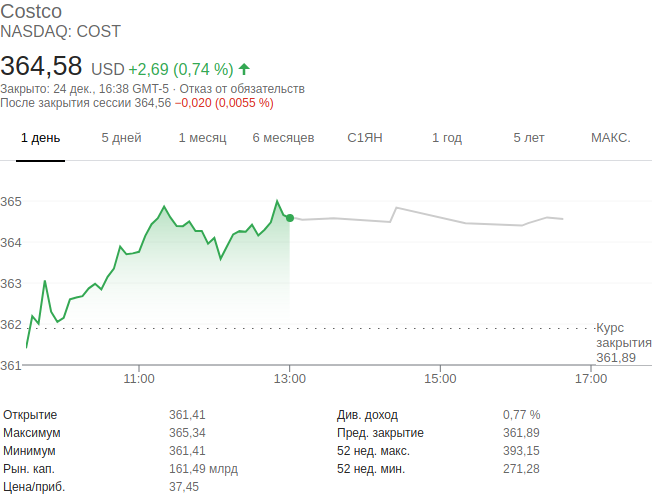 Costco
NASDAQ: COST
364,58 USD +2,69 (0,74 %) ↑
Закрыто: 24 дек., 16:38 GMT-5 · Отказ от обязательств
После закрытия сессии 364,56 −0,020 (0,0055 %)
1 день 5 дней 1 месяц 6 месяцев С1ЯН 1 год 5 лет МАКС.
365
364
363
362
Курс
закрытия
361,89
361
11:00 13:00 15:00 17:00
Открытие 361,41 Див. доход 0,77 %
Максимум 365,34 Пред. закрытие 361,89
Минимум 361,41 52 нед. макс. 393,15
Рын. кап. 161,49 млрд 52 нед. мин. 271,28
Цена/приб. 37,45